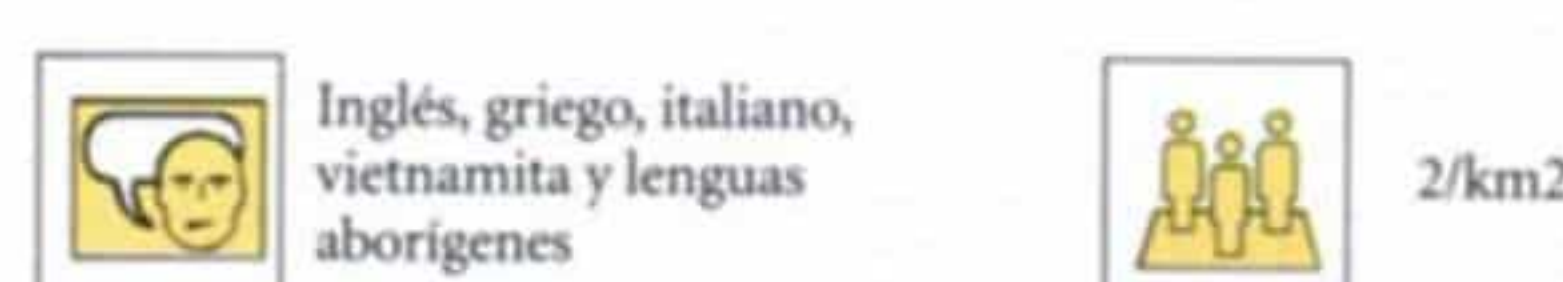 Inglés, griego, italiano,
vietnamita y lenguas
aborígenes
2/km2